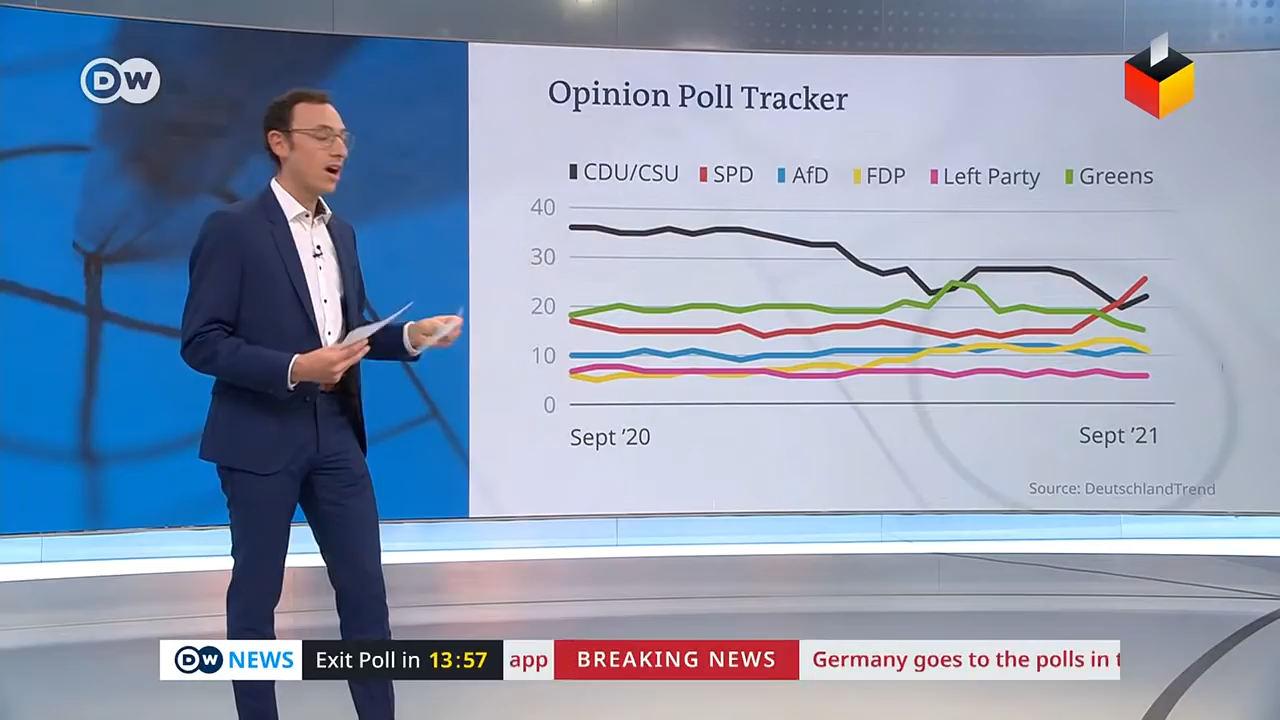 DW
Opinion Poll Tracker
CDU/CSU SPD AfD FDP Left Party Greens
40
30
20
10
0
Sept '20 Sept '21
Source: DeutschlandTrend
DW NEWS Exit Poll in 13:57 app BREAKING NEWS Germany goes to the polls in